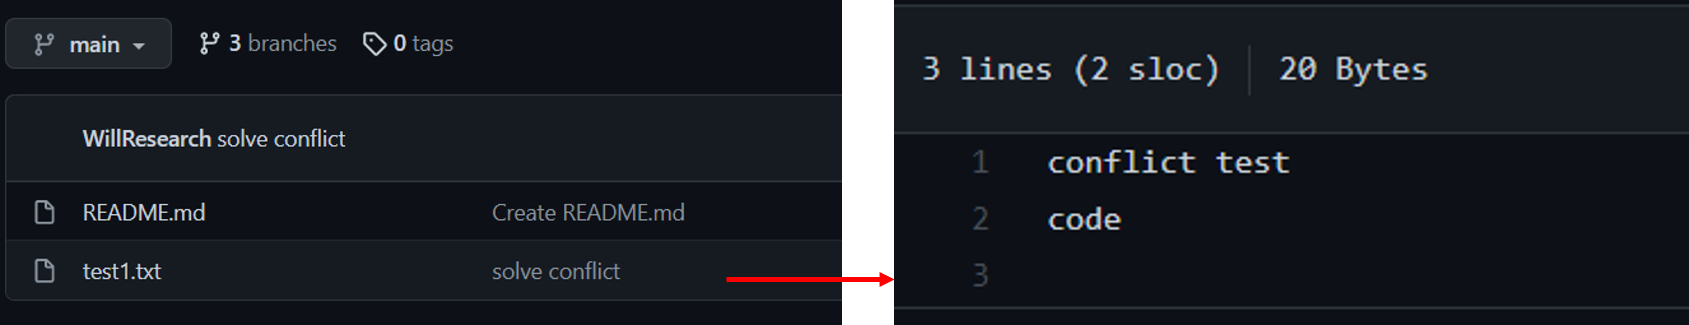 main 3 branches 0 tags
WillResearch solve conflict
README.md Create README.md
test1.txt solve conflict
3 lines (2 sloc) 20 Bytes
1 conflict test
2 code
3